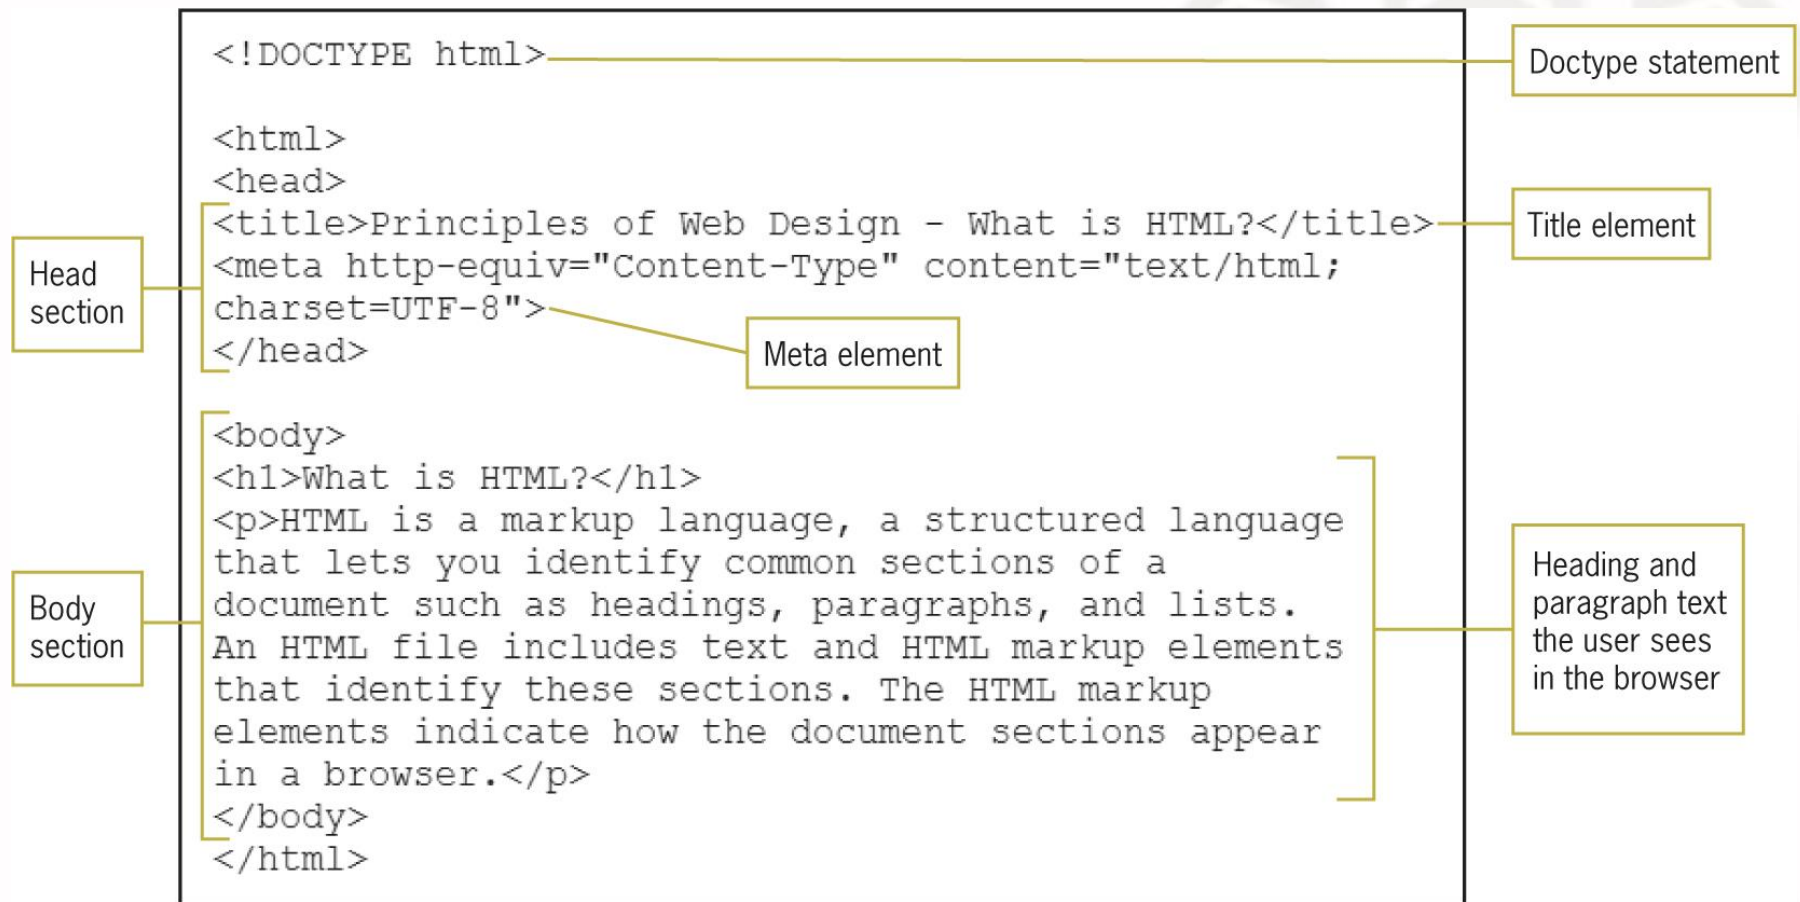 <!DOCTYPE html>
Doctype statement
<html>
<head>
<title>Principles of Web Design - What is HTML?</title>
Title element
<meta http-equiv="Content-Type" content="text/html;
charset=UTF-8">
</head>
Head
section
Meta element
<body>
<h1>What is HTML?</h1>
<p>HTML is a markup language, a structured language
that lets you identify common sections of a
document such as headings, paragraphs, and lists.
An HTML file includes text and HTML markup elements
that identify these sections. The HTML markup
elements indicate how the document sections appear
in a browser.</p>
</body>
</html>
Body
section
Heading and
paragraph text
the user sees
in the browser